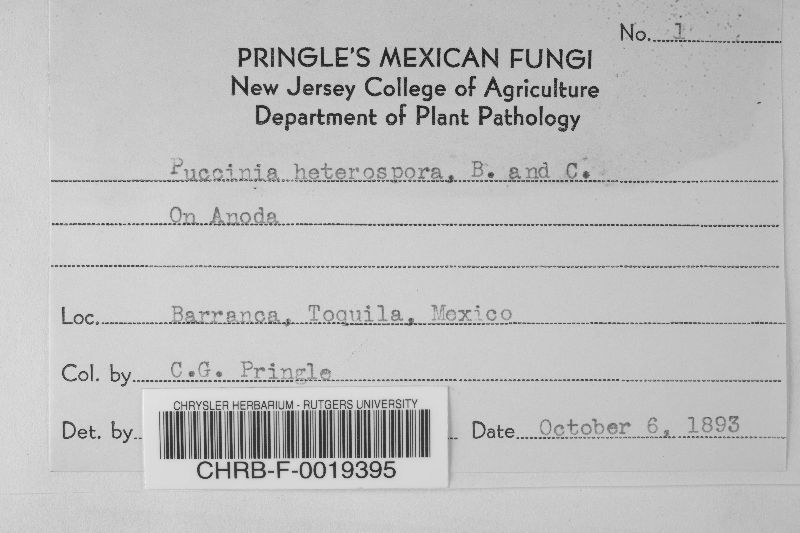 No. 1
PRINGLE'S MEXICAN FUNGI
New Jersey College of Agriculture
Department of Plant Pathology
Puccinia heterospora, B. and C.
On Anoda
Loc. Barranca, Toquila, Mexico
Col. by C.G. Pringle
Det. by Date October 6, 1893
CHRYSLER HERBARIUM - RUTGERS UNIVERSITY
CHRB-F-0019395